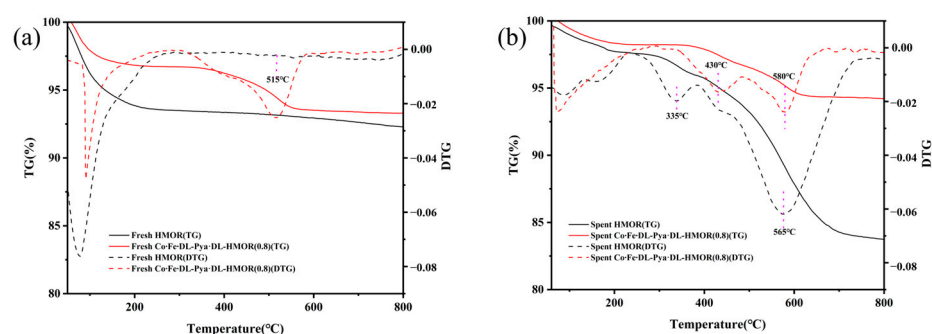 (a)
100
95
90
85
80
TG(%)
0.00
-0.02
-0.04
-0.06
-0.08
DTG
515℃
Fresh HMOR(TG)
Fresh Co-Fe-DL-Pya-DL-HMOR(0.8)(TG)
Fresh HMOR(DTG)
Fresh Co-Fe-DL-Pya-DL-HMOR(0.8)(DTG)
200
400
600
800
Temperature(℃)
(b)
100
95
90
85
80
TG(%)
0.00
-0.02
-0.04
-0.06
-0.08
DTG
430℃
580℃
335℃
565℃
Spent HMOR(TG)
Spent Co-Fe-DL-Pya-DL-HMOR(0.8)(TG)
Spent HMOR(DTG)
Spent Co-Fe-DL-Pya-DL-HMOR(0.8)(DTG)
200
400
600
800
Temperature(℃)